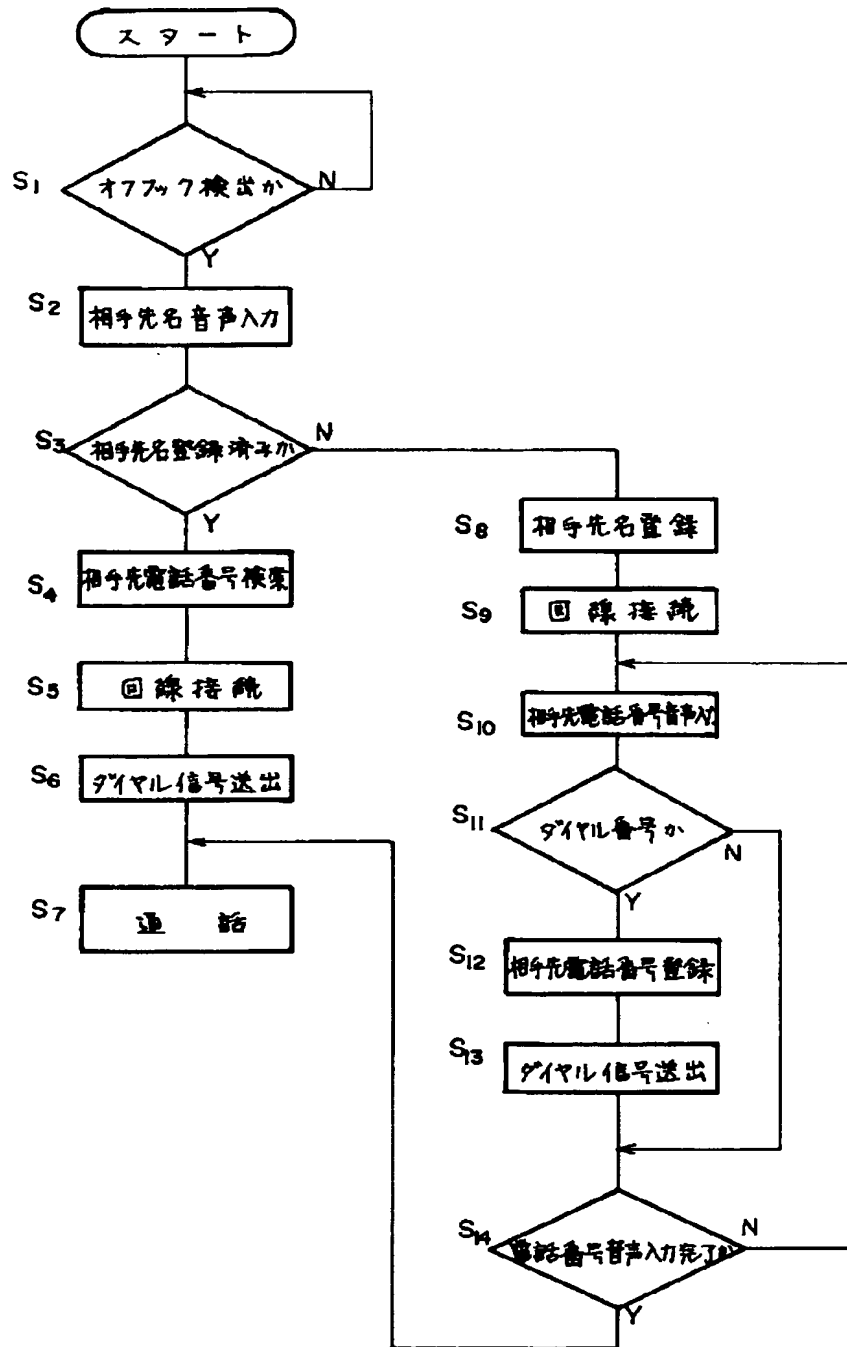 スタート
S1
オフフック検出か
N
Y
S2
相手先名音声入力
S3
相手先名登録済みか
N
Y
S4
相手先電話番号検索
S5
回線接続
S6
ダイヤル信号送出
S7
通話
S8
相手先名登録
S9
回線接続
S10
相手先電話番号音声入力
S11
ダイヤル番号か
N
Y
S12
相手先電話番号登録
S13
ダイヤル信号送出
S14
電話番号音声入力完了か
N
Y